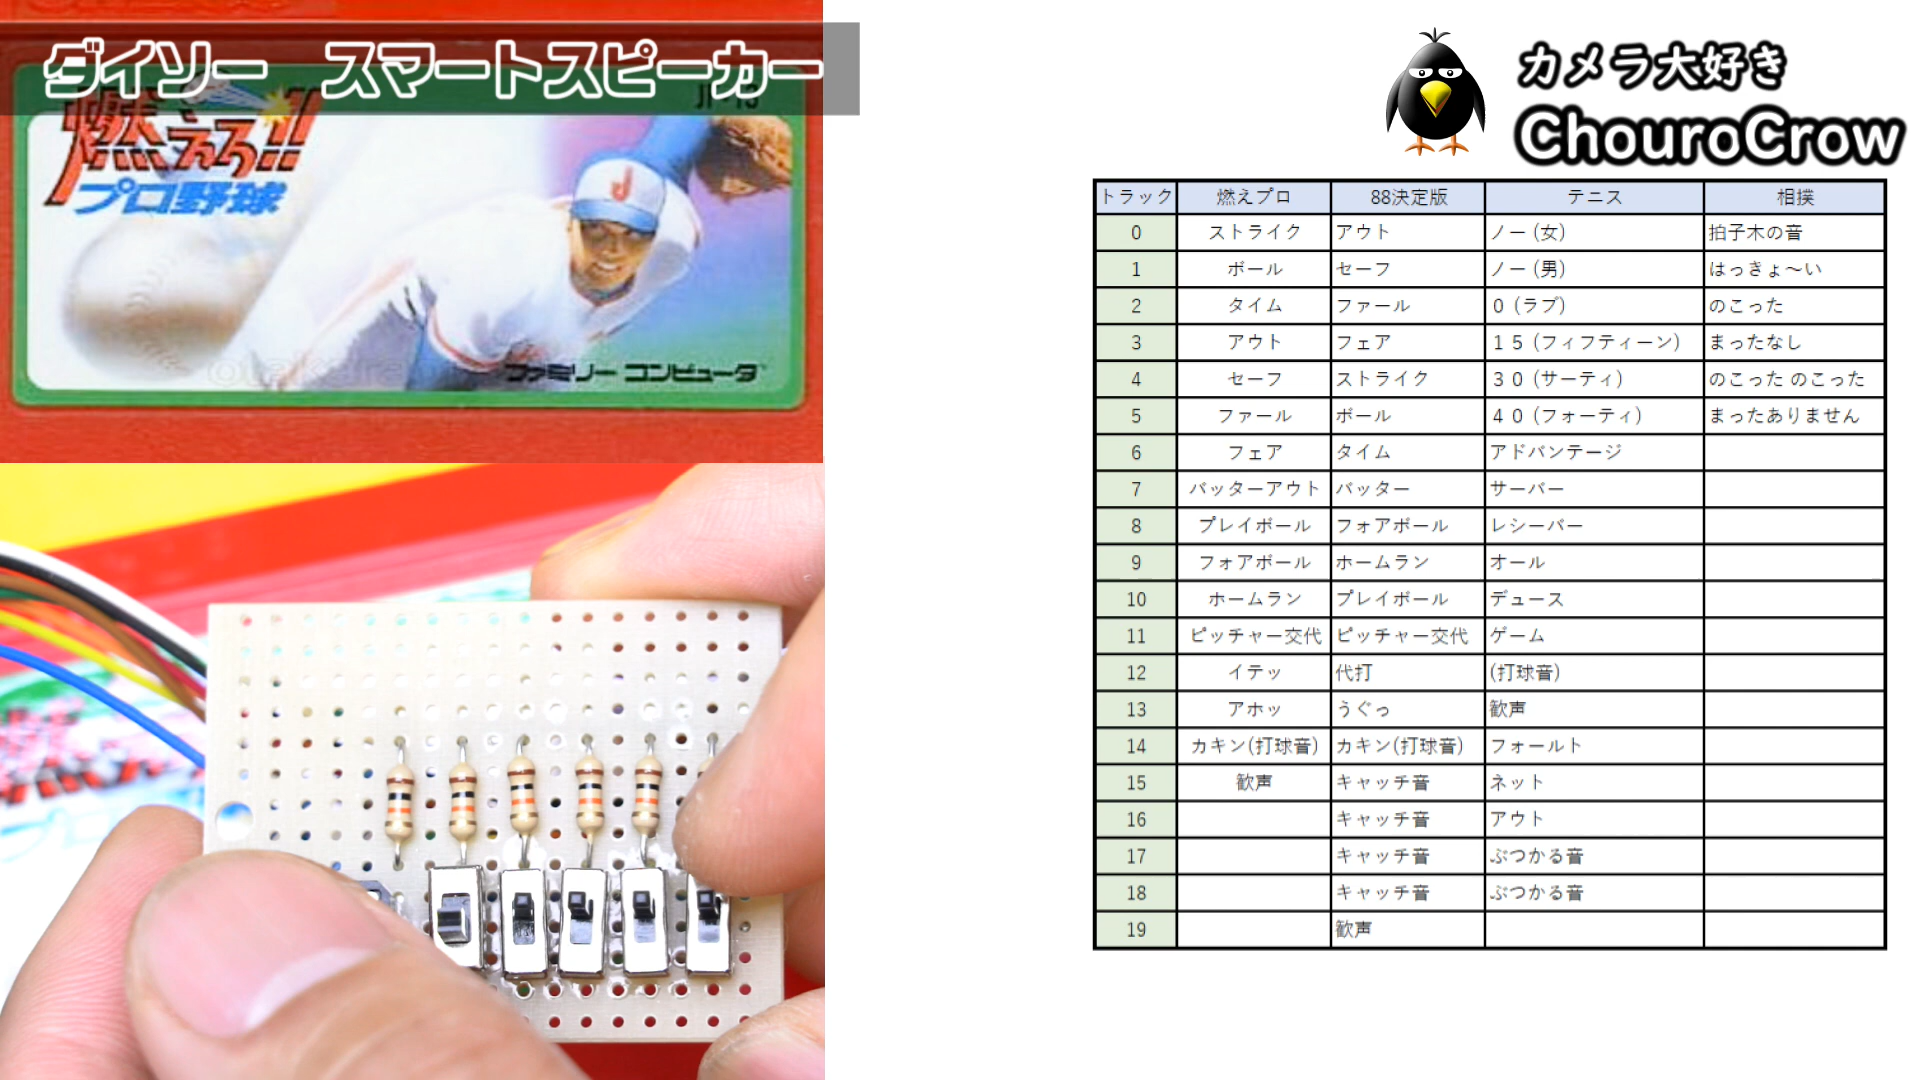 ダイソー　スマートスピーカー
燃えろ!!
プロ野球
ファミリー コンピュータ
カメラ大好き
ChouroCrow
トラック 燃えプロ 88決定版 テニス 相撲
0 ストライク アウト ノー (女) 拍子木の音
1 ボール セーフ ノー (男) はっきょ～い
2 タイム ファール 0 (ラブ) のこった
3 アウト フェア 15 (フィフティーン) まったなし
4 セーフ ストライク 30 (サーティ) のこった のこった
5 ファール ボール 40 (フォーティ) まったありません
6 フェア タイム アドバンテージ
7 バッターアウト バッター サーバー
8 プレイボール フォアボール レシーバー
9 フォアボール ホームラン オール
10 ホームラン プレイボール デュース
11 ピッチャー交代 ピッチャー交代 ゲーム
12 イテッ 代打 (打球音)
13 アホッ うぐっ 歓声
14 カキン(打球音) カキン(打球音) フォールト
15 歓声 キャッチ音 ネット
16 キャッチ音 アウト
17 キャッチ音 ぶつかる音
18 キャッチ音 ぶつかる音
19 歓声